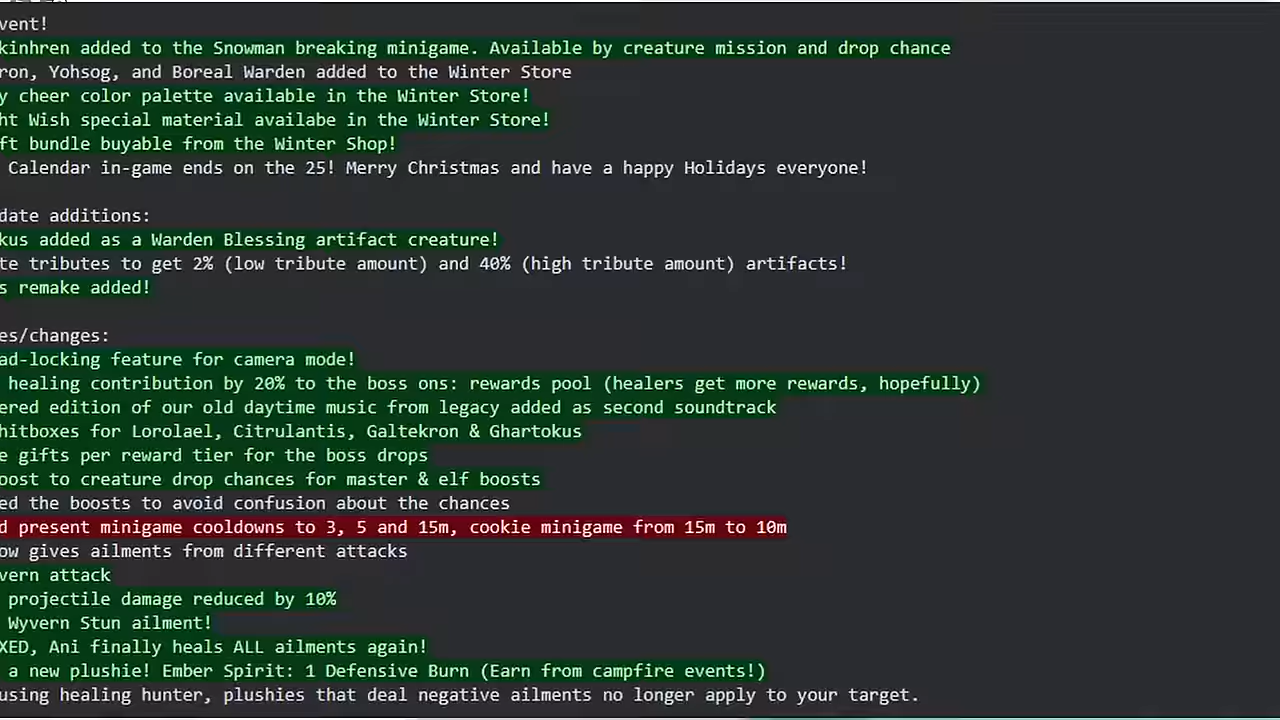 vent!
kinhren added to the Snowman breaking minigame. Available by creature mission and drop chance
ron, Yohsog, and Boreal Warden added to the Winter Store
y cheer color palette available in the Winter Store!
ht Wish special material availabe in the Winter Store!
ft bundle buyable from the Winter Shop!
Calendar in-game ends on the 25! Merry Christmas and have a happy Holidays everyone!
date additions:
kus added as a Warden Blessing artifact creature!
te tributes to get 2% (low tribute amount) and 40% (high tribute amount) artifacts!
s remake added!
es/changes:
ad-locking feature for camera mode!
healing contribution by 20% to the boss ons: rewards pool (healers get more rewards, hopefully)
ered edition of our old daytime music from legacy added as second soundtrack
hitboxes for Lorolael, Citrulantis, Galtekron & Ghartokus
e gifts per reward tier for the boss drops
oost to creature drop chances for master & elf boosts
ed the boosts to avoid confusion about the chances
d present minigame cooldowns to 3, 5 and 15m, cookie minigame from 15m to 10m
ow gives ailments from different attacks
vern attack
projectile damage reduced by 10%
Wyvern Stun ailment!
XED, Ani finally heals ALL ailments again!
a new plushie! Ember Spirit: 1 Defensive Burn (Earn from campfire events!)
using healing hunter, plushies that deal negative ailments no longer apply to your target.